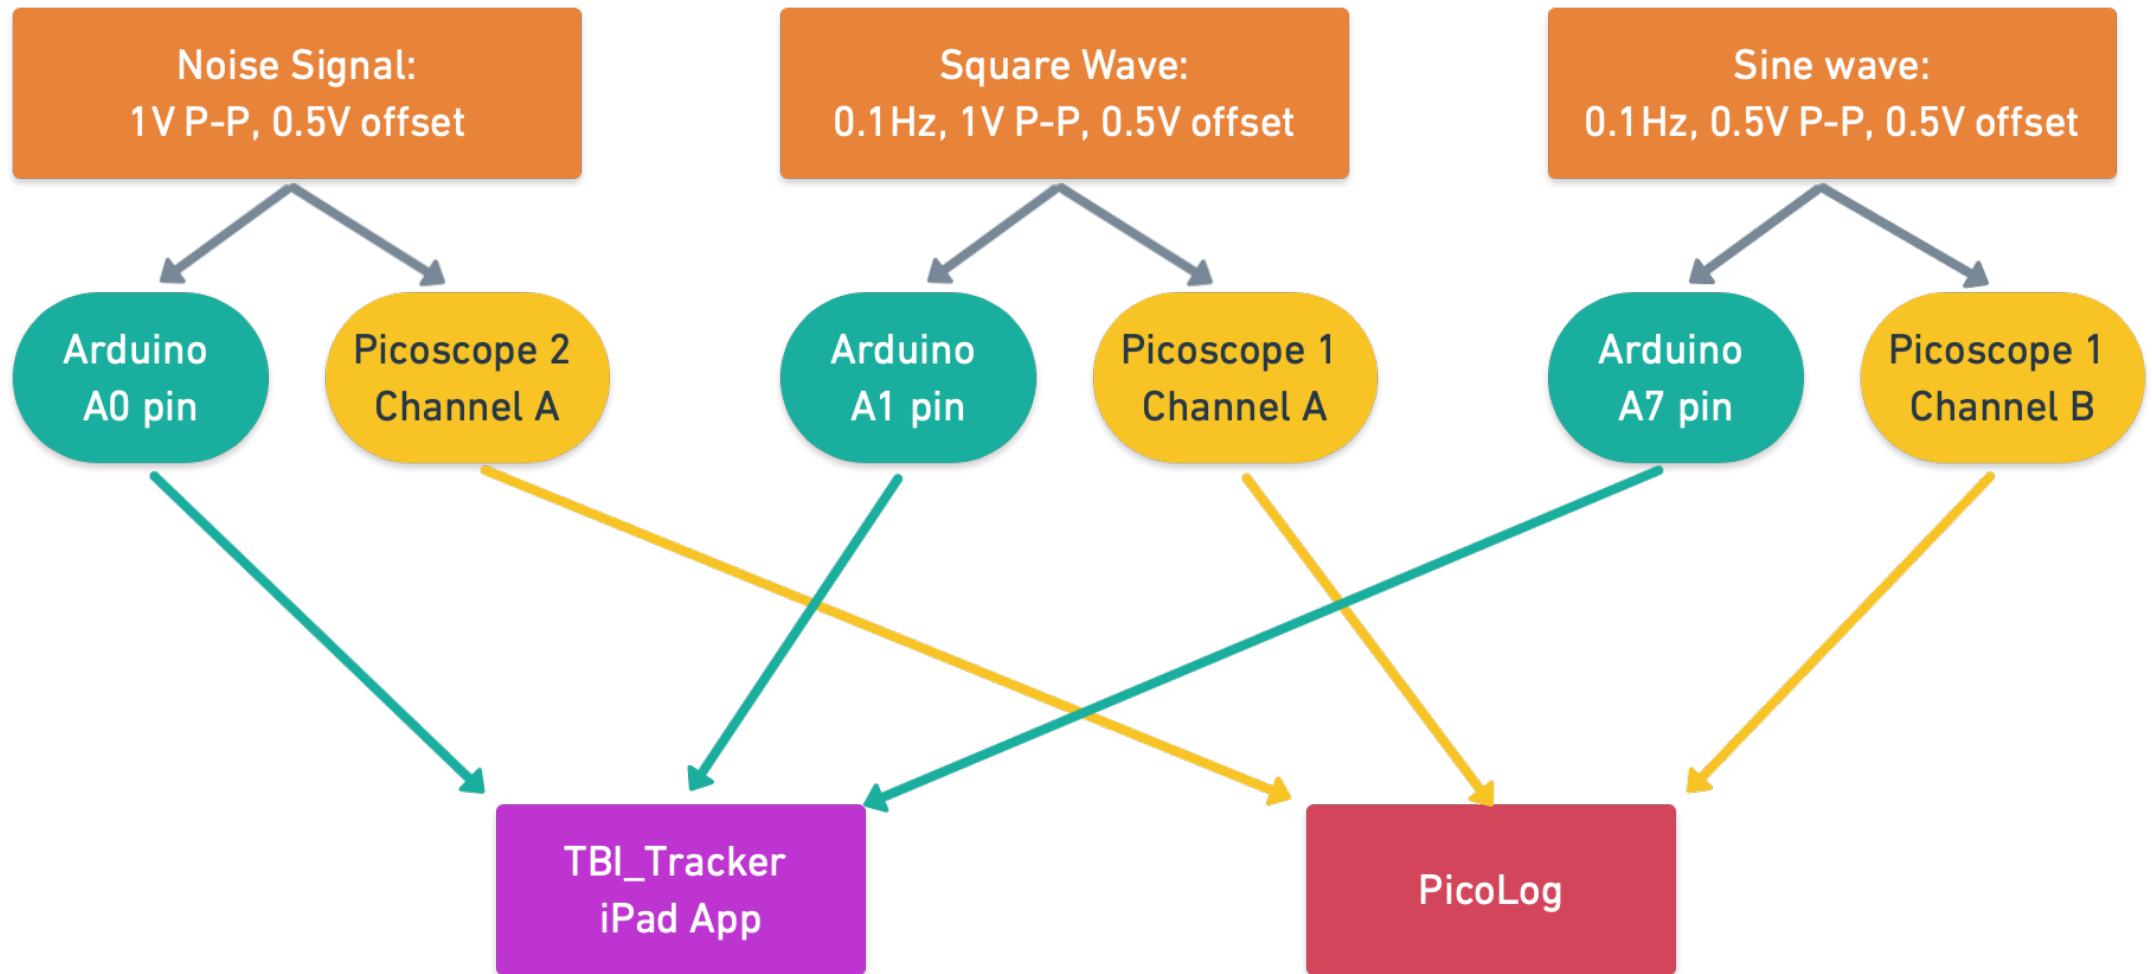 Noise Signal:
1V P-P, 0.5V offset
Square Wave:
0.1Hz, 1V P-P, 0.5V offset
Sine wave:
0.1Hz, 0.5V P-P, 0.5V offset
Arduino
A0 pin
Picoscope 2
Channel A
Arduino
A1 pin
Picoscope 1
Channel A
Arduino
A7 pin
Picoscope 1
Channel B
TBI_Tracker
iPad App
PicoLog